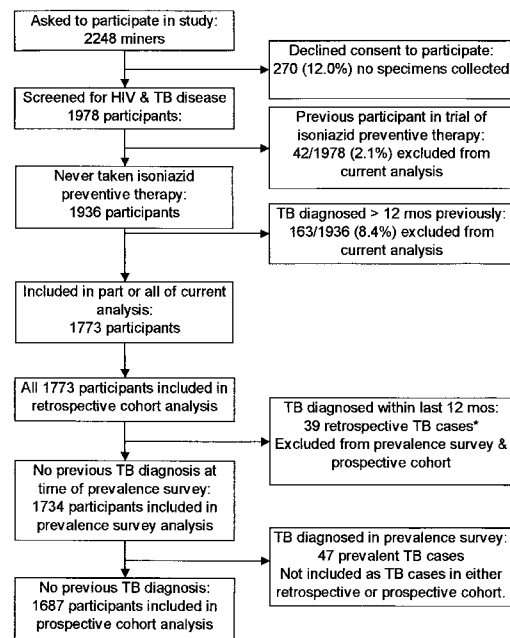 Asked to participate in study:
2248 miners
Declined consent to participate:
270 (12.0%) no specimens collected
Screened for HIV & TB disease
1978 participants:
Previous participant in trial of
isoniazid preventive therapy:
42/1978 (2.1%) excluded from
current analysis
Never taken isoniazid
preventive therapy:
1936 participants
TB diagnosed > 12 mos previously:
163/1936 (8.4%) excluded from
current analysis
Included in part or all of current
analysis:
1773 participants
All 1773 participants included in
retrospective cohort analysis
TB diagnosed within last 12 mos:
39 retrospective TB cases*
Excluded from prevalence survey &
prospective cohort
No previous TB diagnosis at
time of prevalence survey:
1734 participants included in
prevalence survey analysis
TB diagnosed in prevalence survey:
47 prevalent TB cases
Not included as TB cases in either
retrospective or prospective cohort.
No previous TB diagnosis:
1687 participants included in
prospective cohort analysis